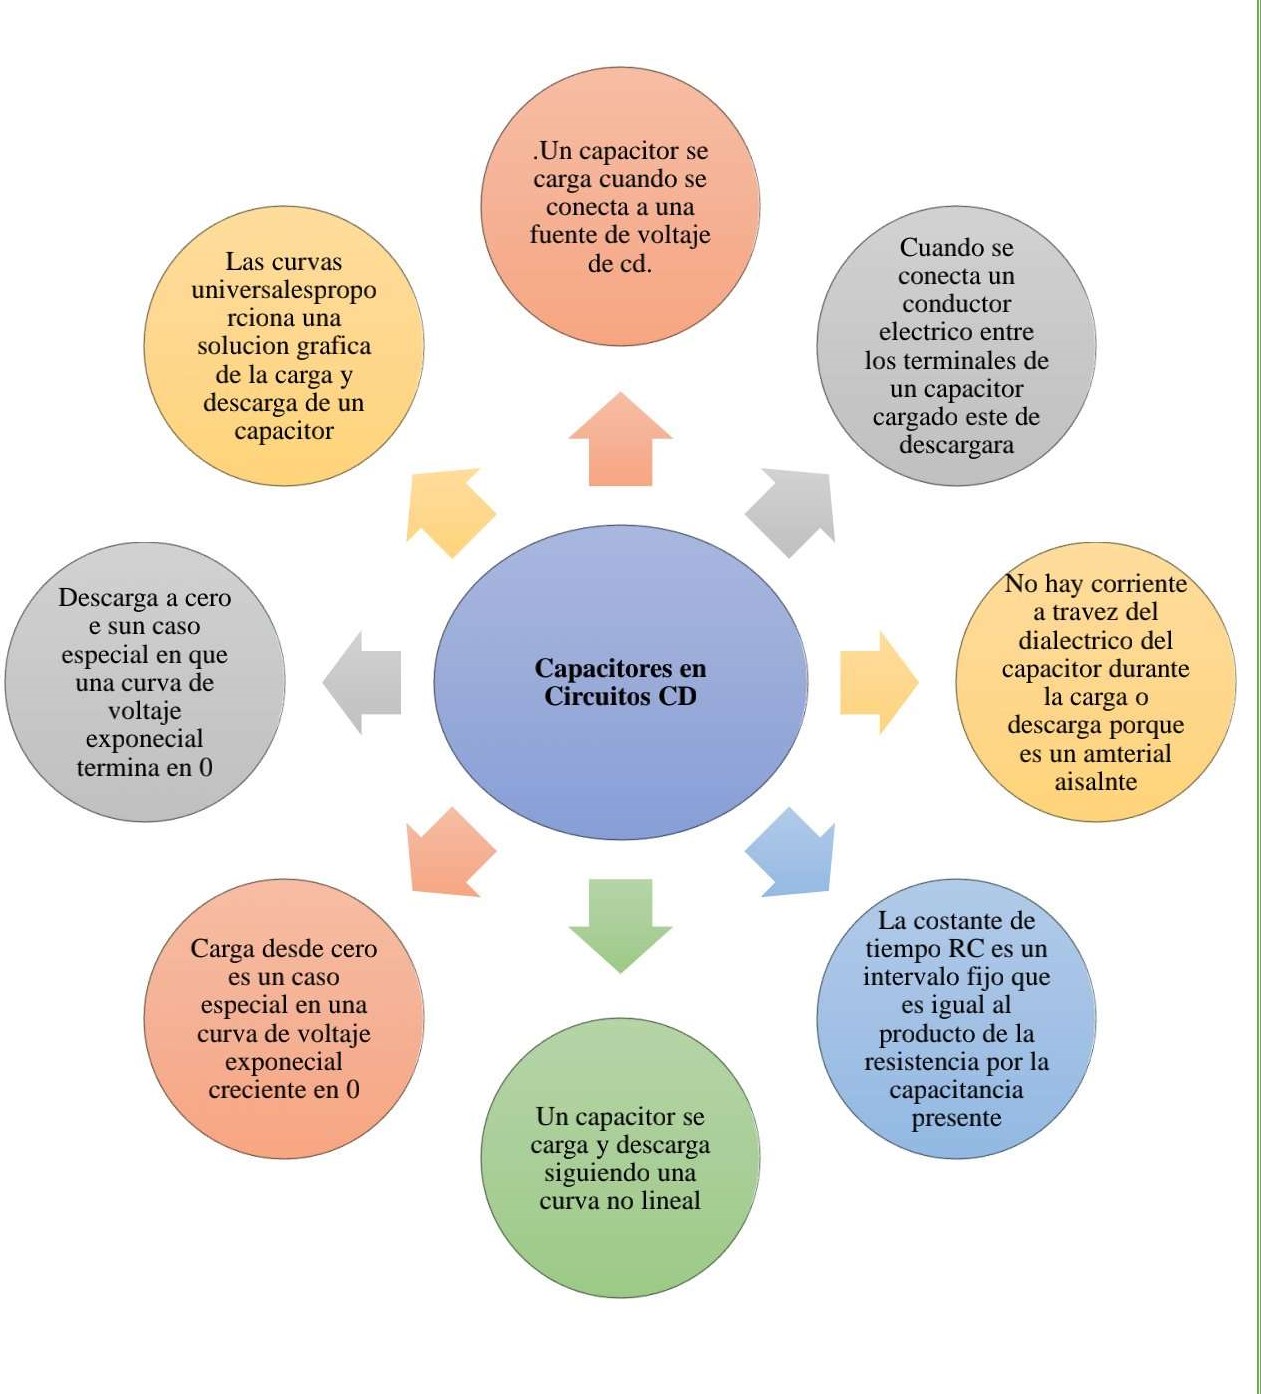 .Un capacitor se
carga cuando se
conecta a una
fuente de voltaje
de cd.
Cuando se
conecta un
conductor
electrico entre
los terminales de
un capacitor
cargado este de
descargara
No hay corriente
a travez del
dialectrico del
capacitor durante
la carga o
descarga porque
es un amterial
aisalnte
La costante de
tiempo RC es un
intervalo fijo que
es igual al
producto de la
resistencia por la
capacitancia
presente
Un capacitor se
carga y descarga
siguiendo una
curva no lineal
Carga desde cero
es un caso
especial en una
curva de voltaje
exponecial
creciente en 0
Descarga a cero
e sun caso
especial en que
una curva de
voltaje
exponecial
termina en 0
Las curvas
universalespropo
rciona una
solucion grafica
de la carga y
descarga de un
capacitor
Capacitores en
Circuitos CD